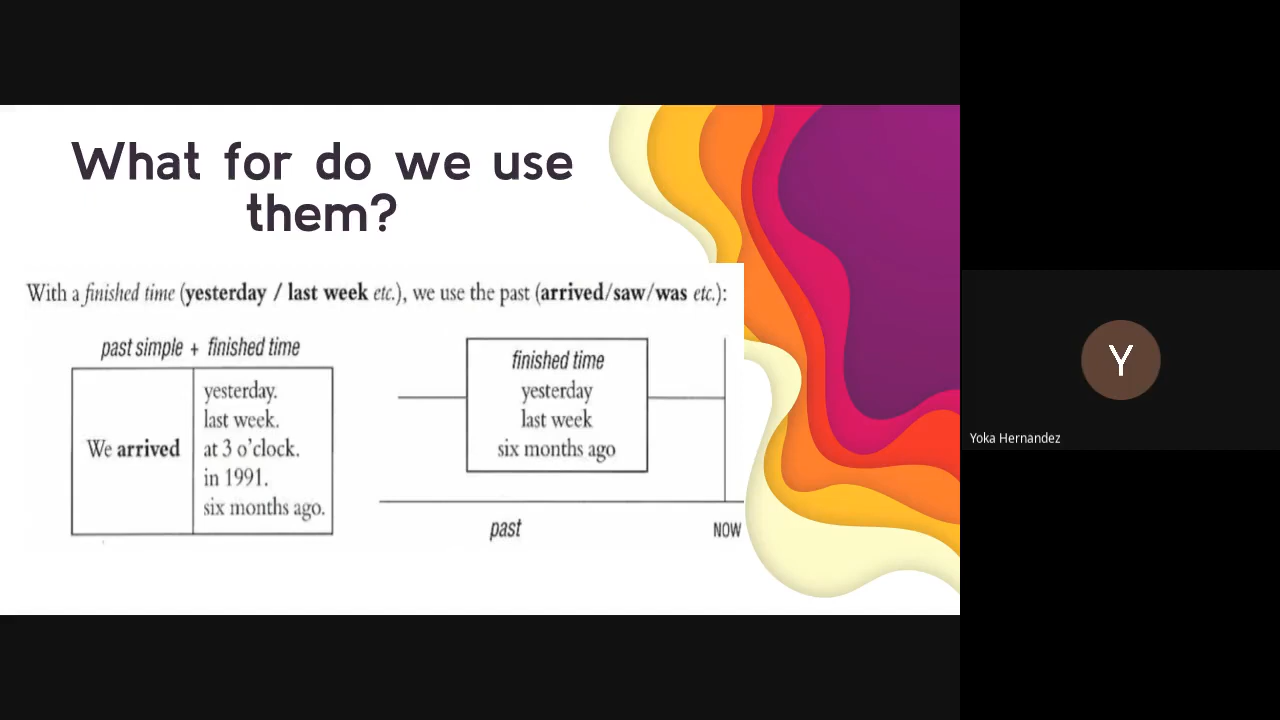 What for do we use
them?
With a finished time (yesterday / last week etc.), we use the past (arrived/saw/was etc.):
past simple + finished time
We arrived
yesterday.
last week.
at 3 o'clock.
in 1991.
six months ago.
finished time
yesterday
last week
six months ago
past
NOW
Y
Yoka Hernandez